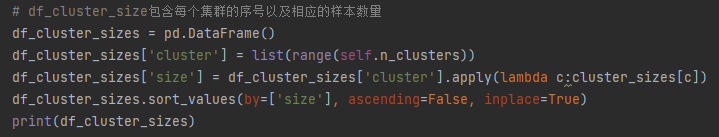 # df_cluster_size包含每个集群的序号以及相应的样本数量
df_cluster_sizes = pd.DataFrame()
df_cluster_sizes['cluster'] = list(range(self.n_clusters))
df_cluster_sizes['size'] = df_cluster_sizes['cluster'].apply(lambda c:cluster_sizes[c])
df_cluster_sizes.sort_values(by=['size'], ascending=False, inplace=True)
print(df_cluster_sizes)